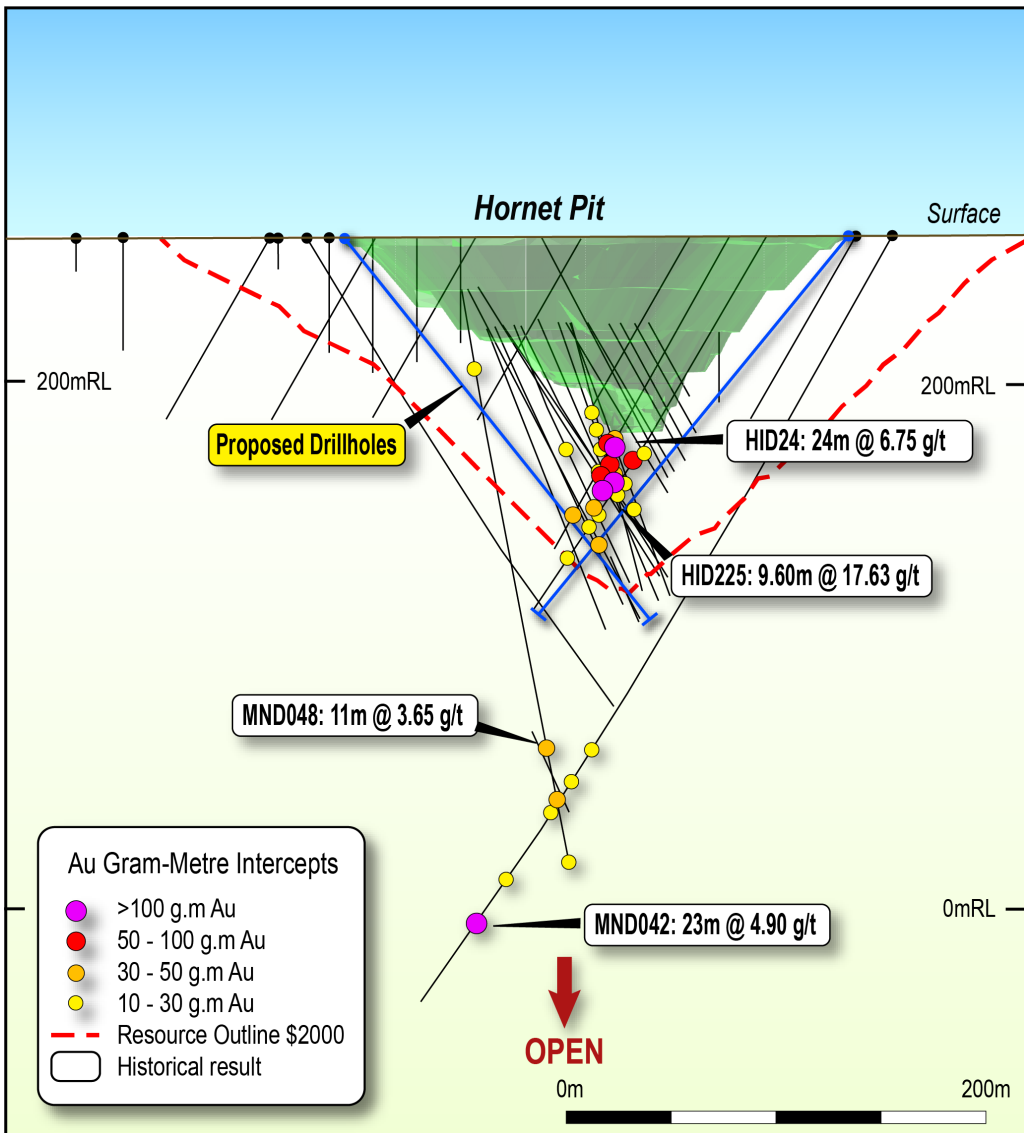 Hornet Pit
Surface
200mRL
200mRL
Proposed Drillholes
HID24: 24m @ 6.75 g/t
HID225: 9.60m @ 17.63 g/t
MND048: 11m @ 3.65 g/t
Au Gram-Metre Intercepts
>100 g.m Au
50 - 100 g.m Au
30 - 50 g.m Au
10 - 30 g.m Au
Resource Outline $2000
Historical result
0mRL
MND042: 23m @ 4.90 g/t
OPEN
0m
200m